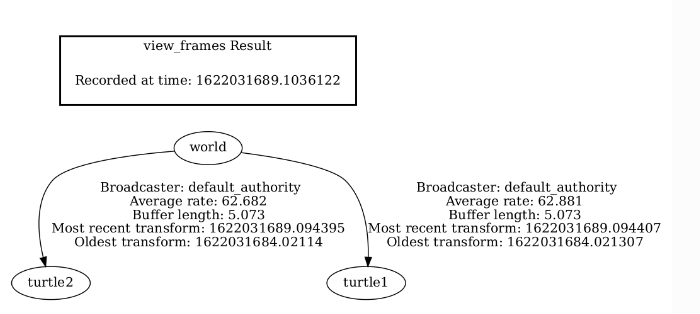 view_frames Result
Recorded at time: 1622031689.1036122
world
Broadcaster: default_authority
Average rate: 62.682
Buffer length: 5.073
Most recent transform: 1622031689.094395
Oldest transform: 1622031684.02114
Broadcaster: default_authority
Average rate: 62.881
Buffer length: 5.073
Most recent transform: 1622031689.094407
Oldest transform: 1622031684.021307
turtle2
turtle1